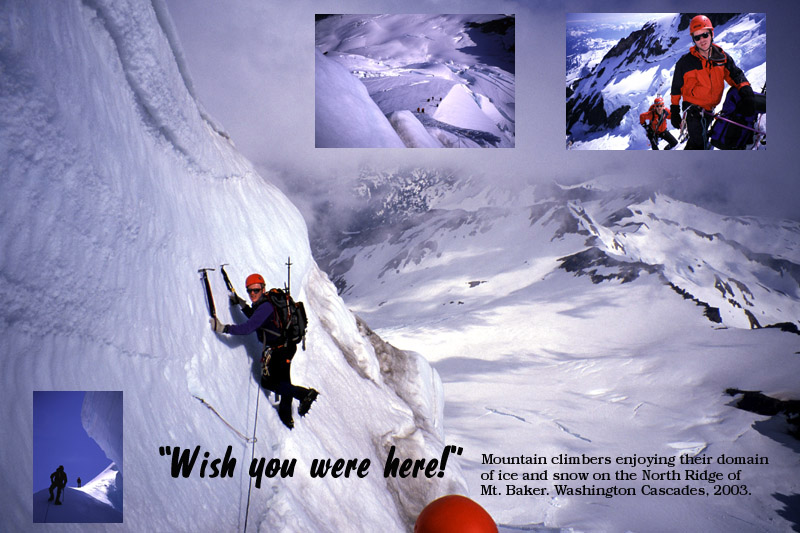 "Wish you were here!"
Mountain climbers enjoying their domain
of ice and snow on the North Ridge of
Mt. Baker. Washington Cascades, 2003.